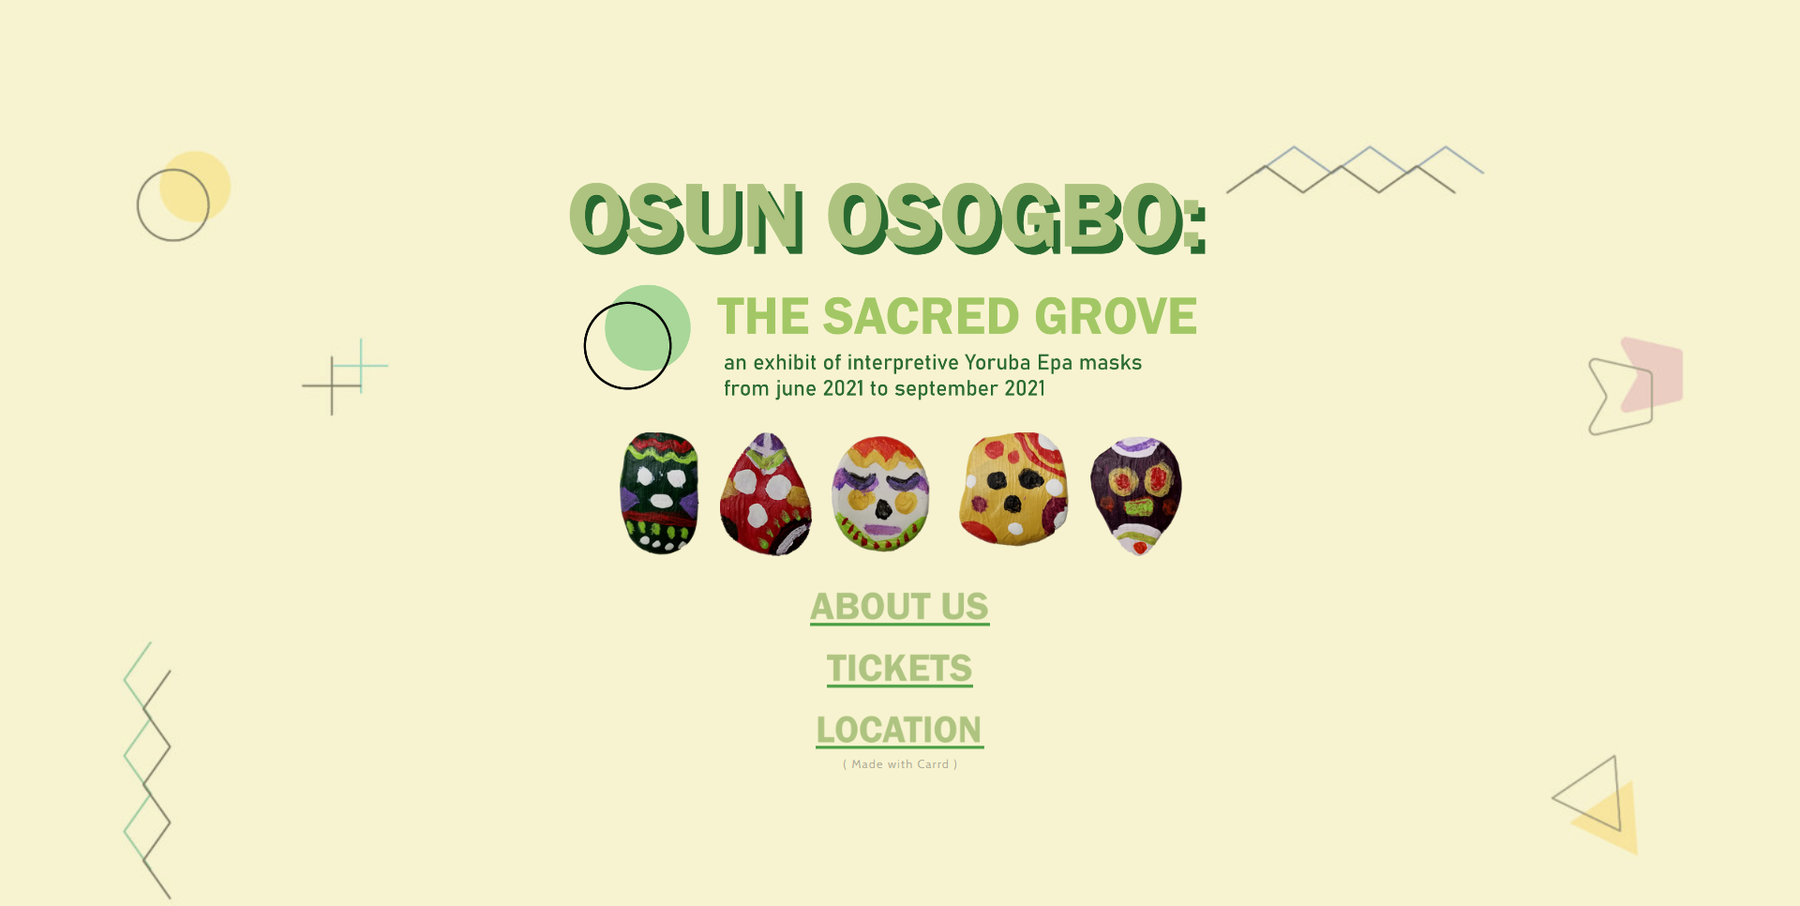 OSUN OSOGBO:
THE SACRED GROVE
an exhibit of interpretive Yoruba Epa masks
from june 2021 to september 2021
ABOUT US
TICKETS
LOCATION
( Made with Carrd )